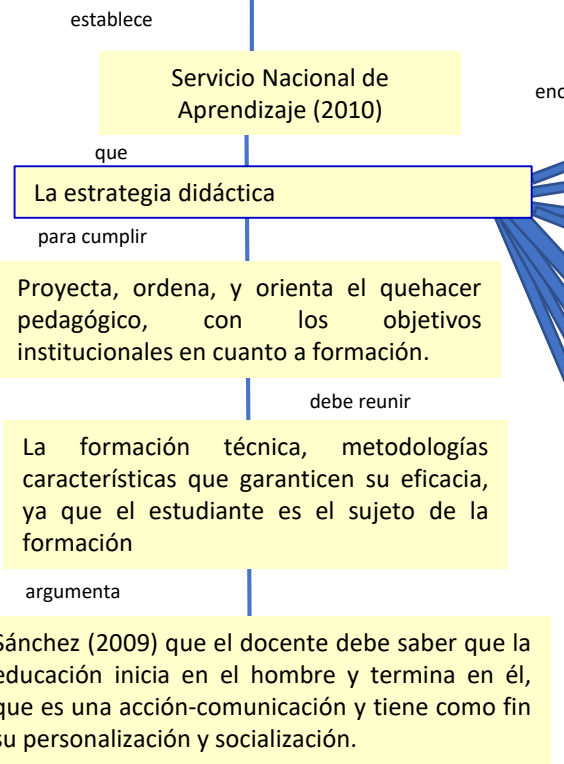 establece
Servicio Nacional de
Aprendizaje (2010)
que
La estrategia didáctica
para cumplir
Proyecta, ordena, y orienta el quehacer
pedagógico, con los objetivos
institucionales en cuanto a formación.
debe reunir
La formación técnica, metodologías
características que garanticen su eficacia,
ya que el estudiante es el sujeto de la
formación
argumenta
Sánchez (2009) que el docente debe saber que la
educación inicia en el hombre y termina en él,
que es una acción-comunicación y tiene como fin
su personalización y socialización.